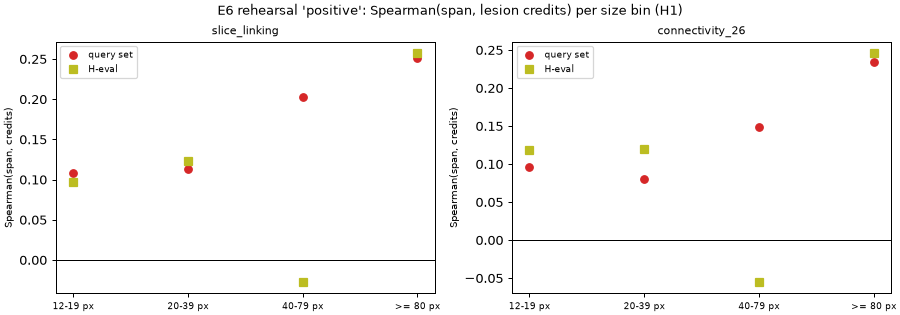 E6 rehearsal 'positive': Spearman(span, lesion credits) per size bin (H1)
slice_linking
query set
H-eval
Spearman(span, credits)
0.25
0.20
0.15
0.10
0.05
0.00
12-19 px
20-39 px
40-79 px
>= 80 px
connectivity_26
query set
H-eval
Spearman(span, credits)
0.25
0.20
0.15
0.10
0.05
0.00
−0.05
12-19 px
20-39 px
40-79 px
>= 80 px